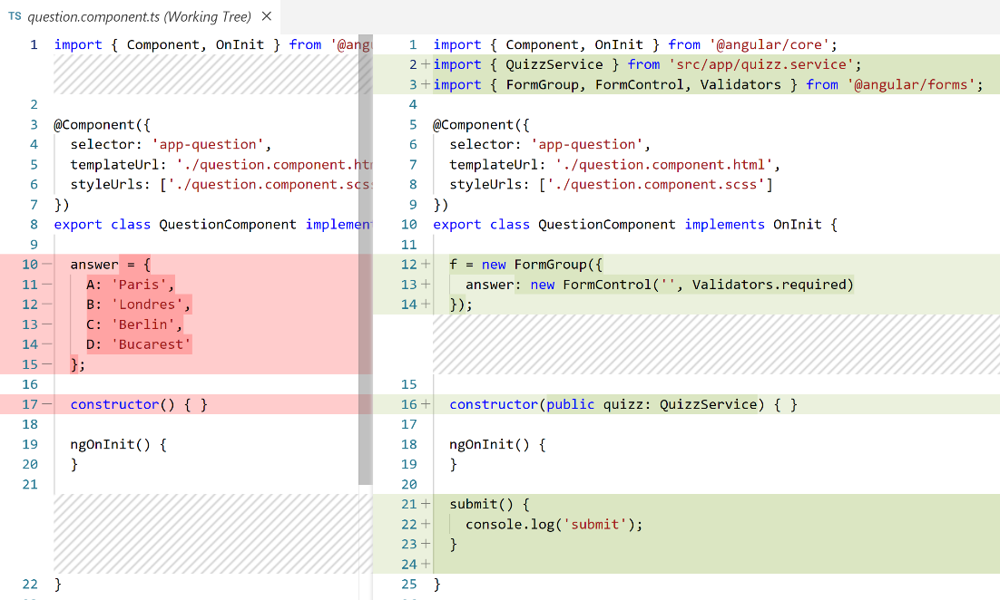 TS question.component.ts (Working Tree) ×
1 import { Component, OnInit } from '@ang
2
3 @Component({
4 selector: 'app-question',
5 templateUrl: './question.component.ht
6 styleUrls: ['./question.component.scs
7 })
8 export class QuestionComponent implemen
9
10 − answer = {
11 − A: 'Paris',
12 − B: 'Londres',
13 − C: 'Berlin',
14 − D: 'Bucarest'
15 − };
16
17 − constructor() { }
18
19 ngOnInit() {
20 }
21
22 }
1 import { Component, OnInit } from '@angular/core';
2 + import { QuizzService } from 'src/app/quizz.service';
3 + import { FormGroup, FormControl, Validators } from '@angular/forms';
4
5 @Component({
6 selector: 'app-question',
7 templateUrl: './question.component.html',
8 styleUrls: ['./question.component.scss']
9 })
10 export class QuestionComponent implements OnInit {
11
12 + f = new FormGroup({
13 + answer: new FormControl('', Validators.required)
14 + });
15
16 + constructor(public quizz: QuizzService) { }
17
18 ngOnInit() {
19 }
20
21 + submit() {
22 + console.log('submit');
23 + }
24 +
25 }